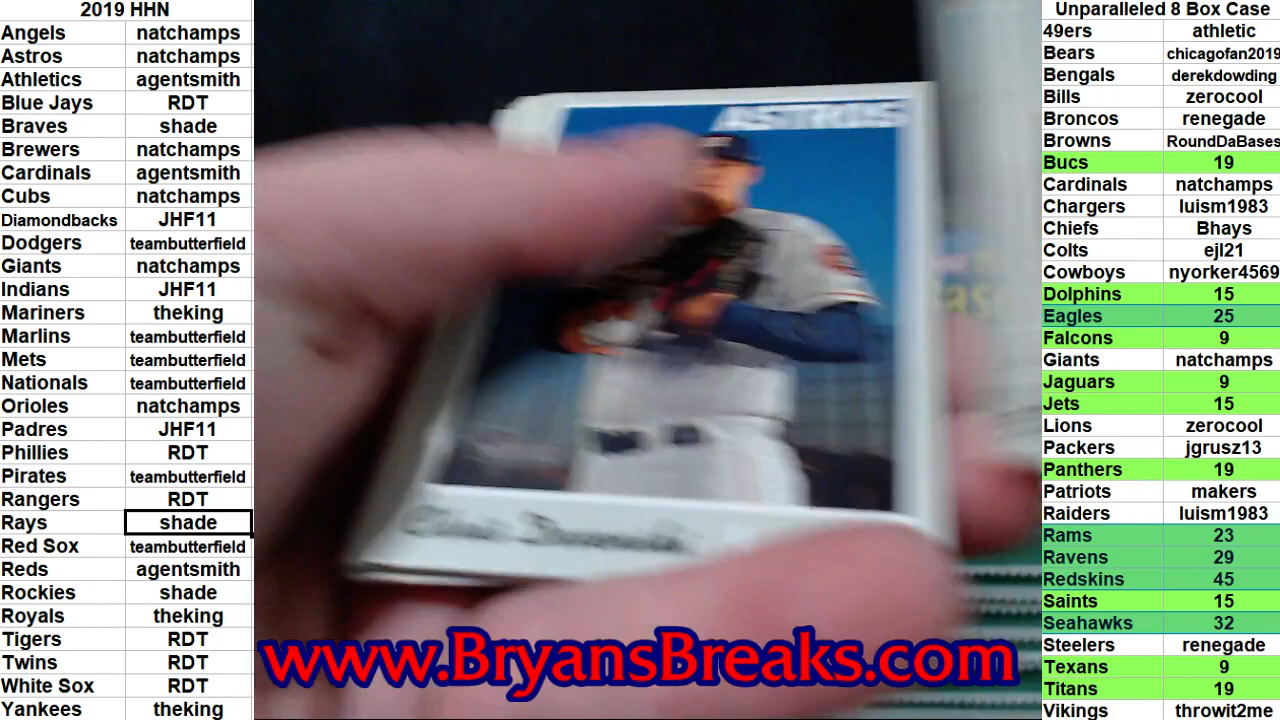 2019 HHN
Angels natchamps
Astros natchamps
Athletics agentsmith
Blue Jays RDT
Braves shade
Brewers natchamps
Cardinals agentsmith
Cubs natchamps
Diamondbacks JHF11
Dodgers teambutterfield
Giants natchamps
Indians JHF11
Mariners theking
Marlins teambutterfield
Mets teambutterfield
Nationals teambutterfield
Orioles natchamps
Padres JHF11
Phillies RDT
Pirates teambutterfield
Rangers RDT
Rays shade
Red Sox teambutterfield
Reds agentsmith
Rockies shade
Royals theking
Tigers RDT
Twins RDT
White Sox RDT
Yankees theking
ASTROS
www.BryansBreaks.com
Unparalleled 8 Box Case
49ers athletic
Bears chicagofan2019
Bengals derekdowding
Bills zerocool
Broncos renegade
Browns RoundDaBases
Bucs 19
Cardinals natchamps
Chargers luism1983
Chiefs Bhays
Colts ejl21
Cowboys nyorker4569
Dolphins 15
Eagles 25
Falcons 9
Giants natchamps
Jaguars 9
Jets 15
Lions zerocool
Packers jgrusz13
Panthers 19
Patriots makers
Raiders luism1983
Rams 23
Ravens 29
Redskins 45
Saints 15
Seahawks 32
Steelers renegade
Texans 9
Titans 19
Vikings throwit2me